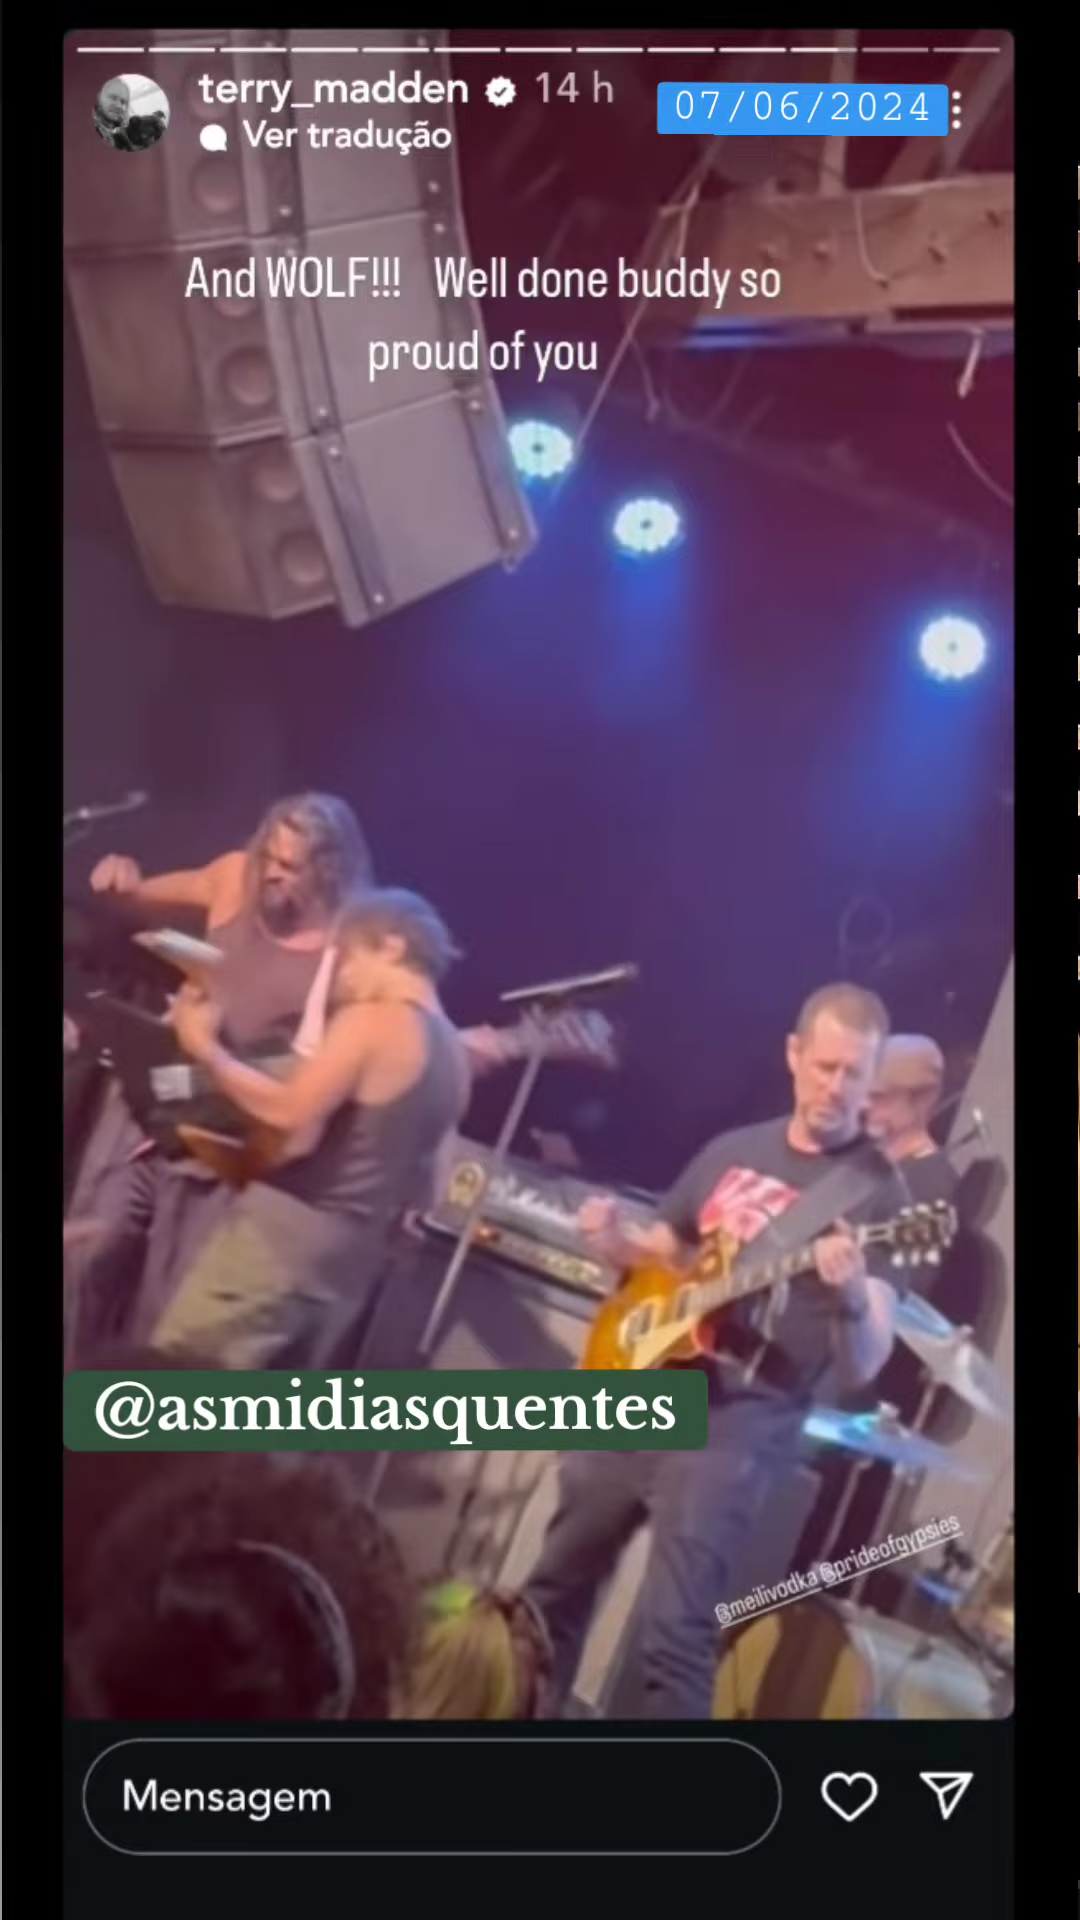 terry_madden 14 h
07/06/2024
Ver tradução
And WOLF!!! Well done buddy so
proud of you
Marshall
@asmidiasquentes
@meilivodka @prideofgypsies
Mensagem